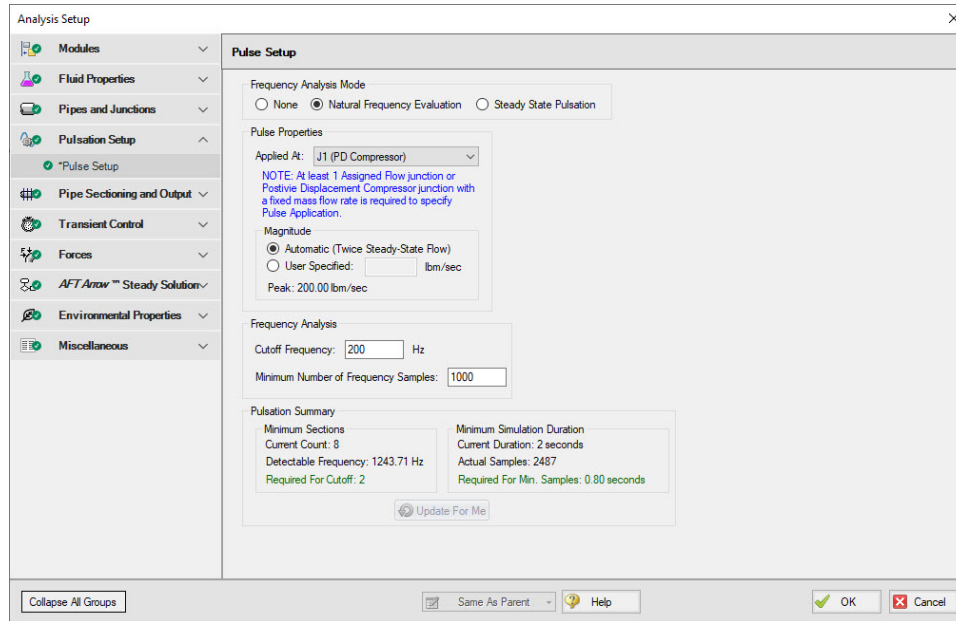 Analysis Setup
Modules
Fluid Properties
Pipes and Junctions
Pulsation Setup
*Pulse Setup
Pipe Sectioning and Output
Transient Control
Forces
AFT Arrow ™ Steady Solution
Environmental Properties
Miscellaneous
Collapse All Groups
Pulse Setup
Frequency Analysis Mode
None Natural Frequency Evaluation Steady State Pulsation
Pulse Properties
Applied At: J1 (PD Compressor)
NOTE: At least 1 Assigned Flow junction or
Postivie Displacement Compressor junction with
a fixed mass flow rate is required to specify
Pulse Application.
Magnitude
Automatic (Twice Steady-State Flow)
User Specified: lbm/sec
Peak: 200.00 lbm/sec
Frequency Analysis
Cutoff Frequency: 200 Hz
Minimum Number of Frequency Samples: 1000
Pulsation Summary
Minimum Sections
Current Count: 8
Detectable Frequency: 1243.71 Hz
Required For Cutoff: 2
Minimum Simulation Duration
Current Duration: 2 seconds
Actual Samples: 2487
Required For Min. Samples: 0.80 seconds
Update For Me
Same As Parent Help OK Cancel